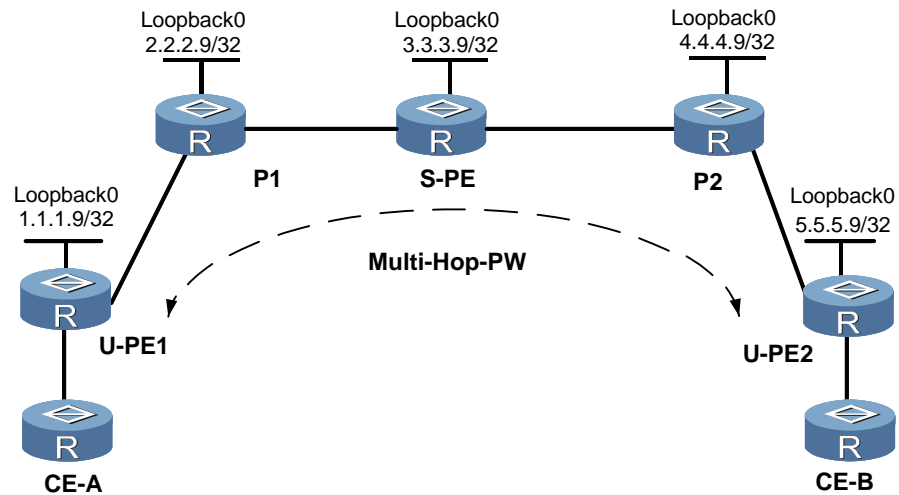 Loopback0
2.2.2.9/32
Loopback0
3.3.3.9/32
Loopback0
4.4.4.9/32
R
R
R
P1
S-PE
P2
Loopback0
1.1.1.9/32
Loopback0
5.5.5.9/32
Multi-Hop-PW
R
R
U-PE1
U-PE2
R
R
CE-A
CE-B